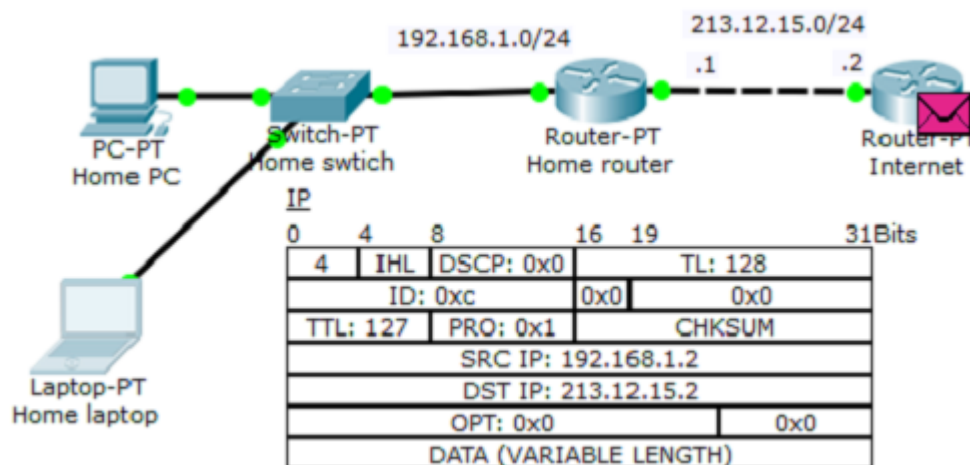 192.168.1.0/24
213.12.15.0/24
.1
.2
PC-PT
Home PC
Switch-PT
Home swtich
Router-PT
Home router
Router-PT
Internet
Laptop-PT
Home laptop
IP
0 4 8 16 19 31Bits
4 IHL DSCP: 0x0 TL: 128
ID: 0xc 0x0 0x0
TTL: 127 PRO: 0x1 CHKSUM
SRC IP: 192.168.1.2
DST IP: 213.12.15.2
OPT: 0x0 0x0
DATA (VARIABLE LENGTH)